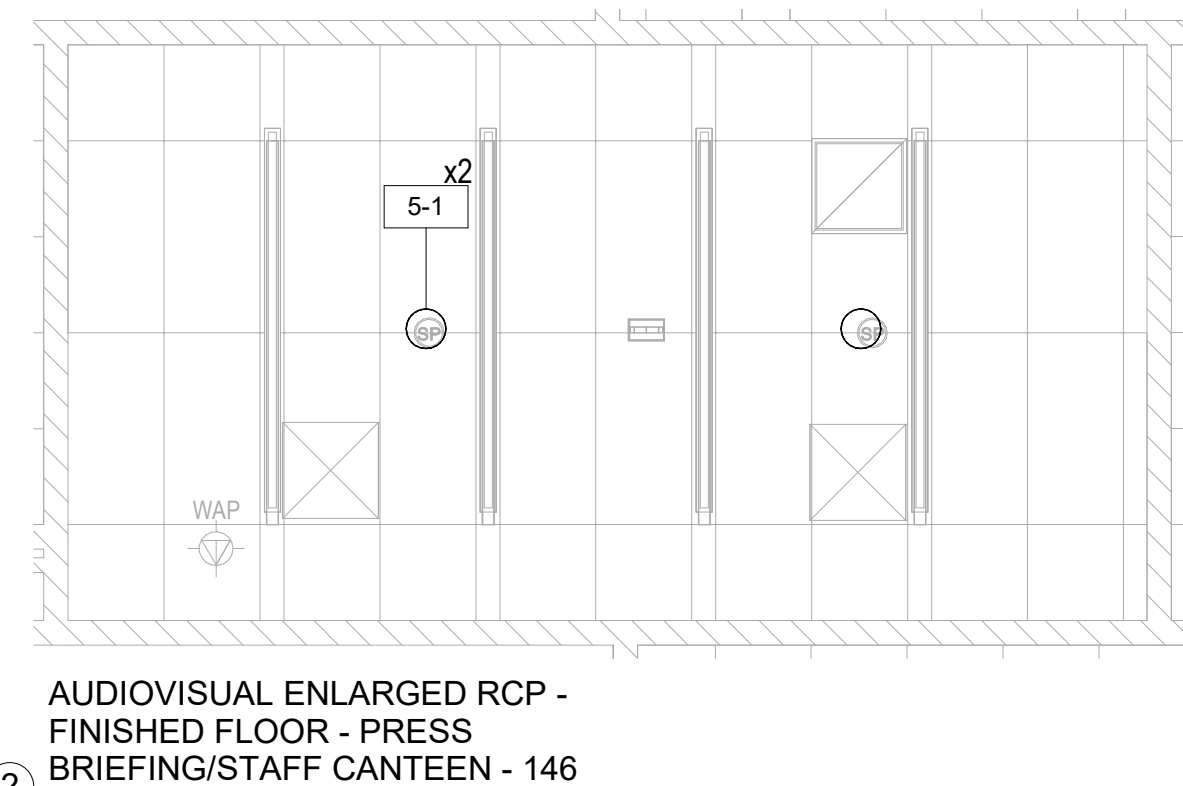 x2
5-1
SP
SP
WAP
AUDIOVISUAL ENLARGED RCP -
FINISHED FLOOR - PRESS
2 BRIEFING/STAFF CANTEEN - 146